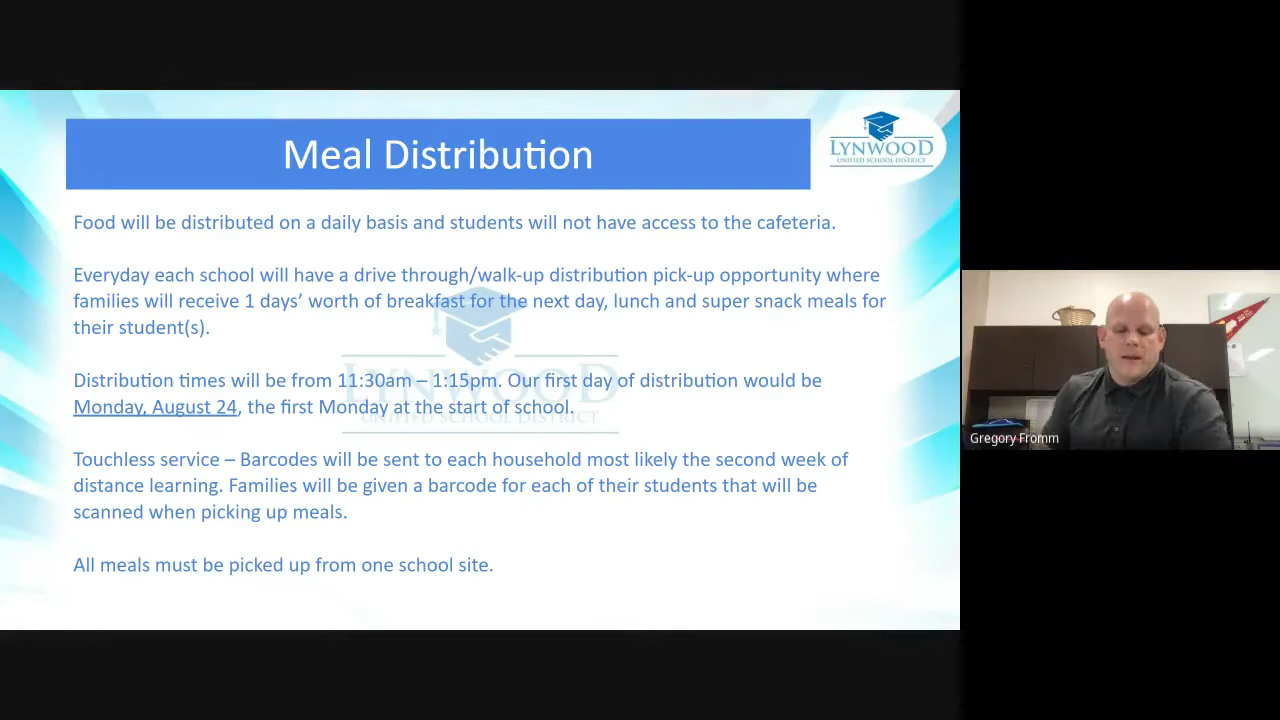 Meal Distribution
LYNWOOD
UNIFIED SCHOOL DISTRICT
Food will be distributed on a daily basis and students will not have access to the cafeteria.
Everyday each school will have a drive through/walk-up distribution pick-up opportunity where
families will receive 1 days’ worth of breakfast for the next day, lunch and super snack meals for
their student(s).
Distribution times will be from 11:30am – 1:15pm. Our first day of distribution would be
Monday, August 24, the first Monday at the start of school.
LYNWOOD
UNIFIED SCHOOL DISTRICT
Touchless service – Barcodes will be sent to each household most likely the second week of
distance learning. Families will be given a barcode for each of their students that will be
scanned when picking up meals.
All meals must be picked up from one school site.
Gregory Fromm